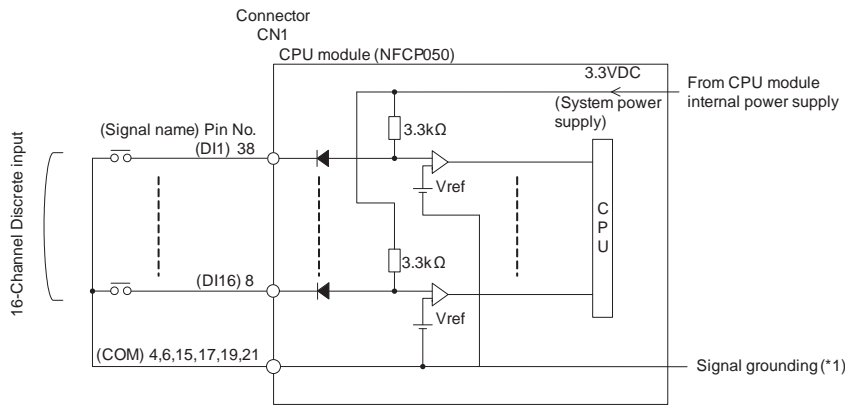 Connector
CN1
CPU module (NFCP050)
3.3VDC
From CPU module
internal power supply
(System power
supply)
(Signal name) Pin No.
3.3kΩ
(DI1) 38
Vref
16-Channel Discrete input
C
P
U
3.3kΩ
(DI16) 8
Vref
(COM) 4,6,15,17,19,21
Signal grounding (*1)